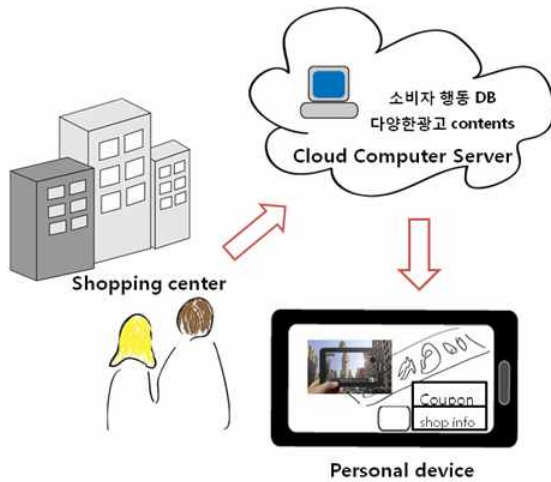 소비자 행동 DB
다양한광고 contents
Cloud Computer Server
Shopping center
Coupon
shop info
Personal device